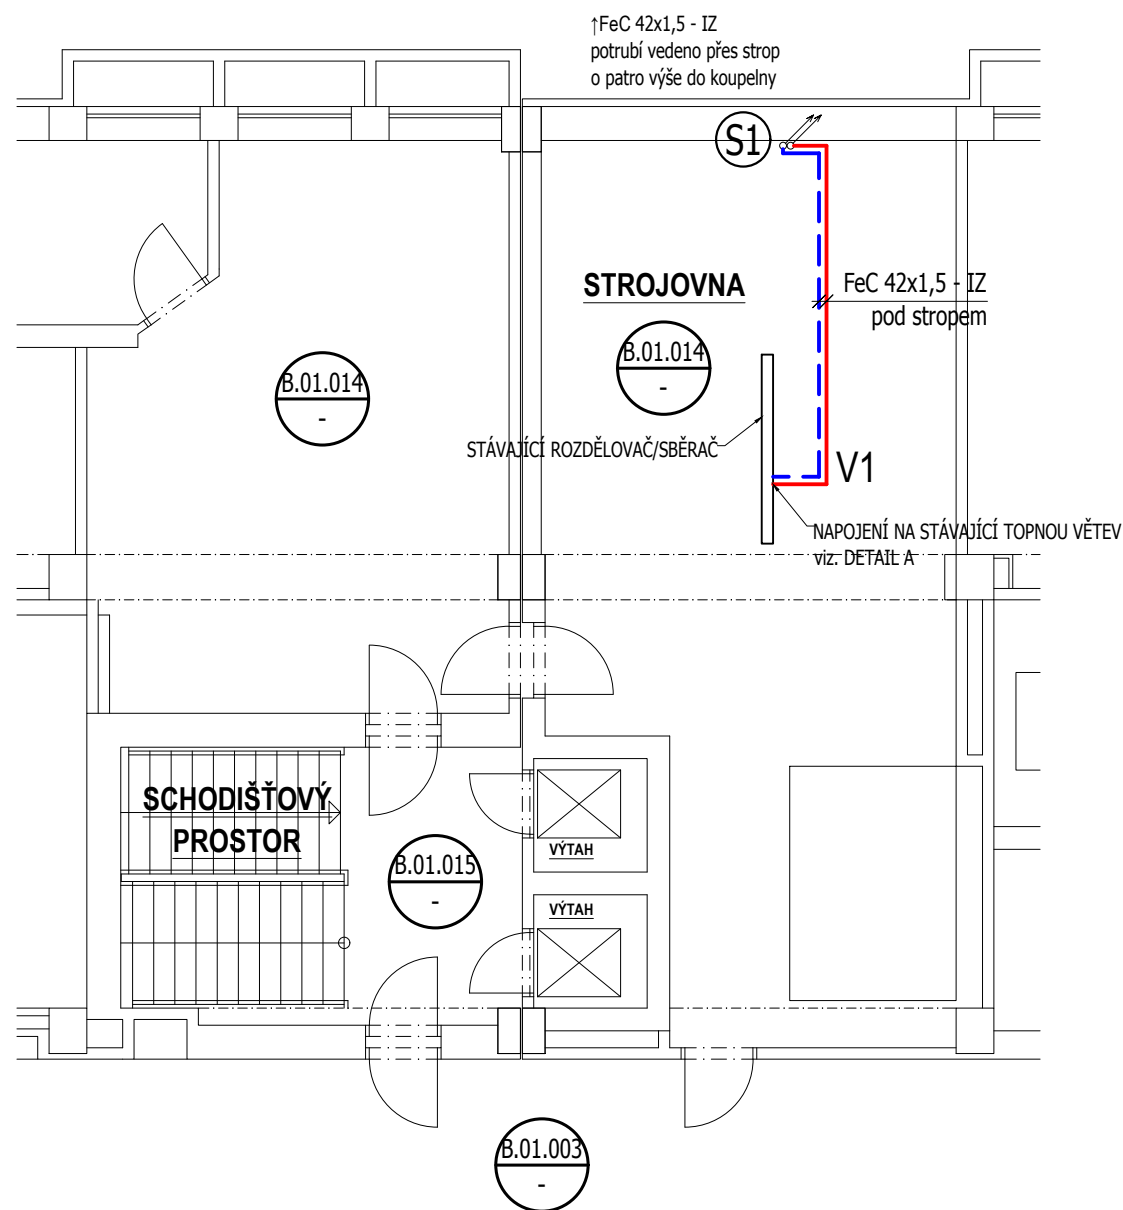 ↑FeC 42x1,5 - IZ
potrubí vedeno přes strop
o patro výše do koupelny
S1
STROJOVNA
FeC 42x1,5 - IZ
pod stropem
B.01.014
-
B.01.014
-
STÁVAJÍCÍ ROZDĚLOVAČ/SBĚRAČ
V1
NAPOJENÍ NA STÁVAJÍCÍ TOPNOU VĚTEV
viz. DETAIL A
SCHODIŠŤOVÝ
PROSTOR
VÝTAH
B.01.015
-
VÝTAH
B.01.003
-